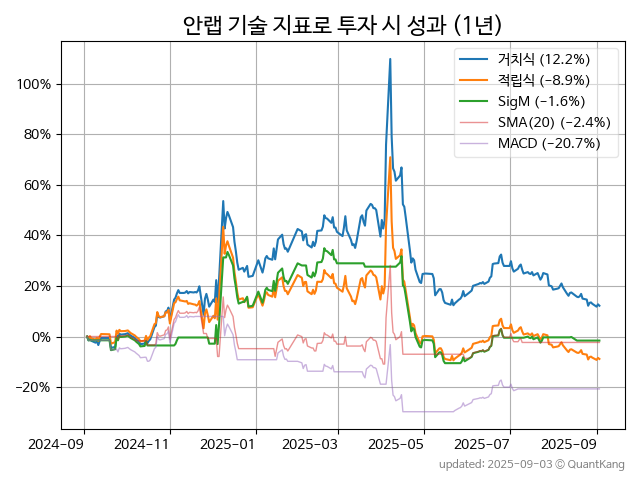 안랩 기술 지표로 투자 시 성과 (1년)
거치식 (12.2%)
적립식 (−8.9%)
SigM (−1.6%)
SMA(20) (−2.4%)
MACD (−20.7%)
100%
80%
60%
40%
20%
0%
−20%
2024-09 2024-11 2025-01 2025-03 2025-05 2025-07 2025-09
updated: 2025-09-03 ⓒ QuantKang